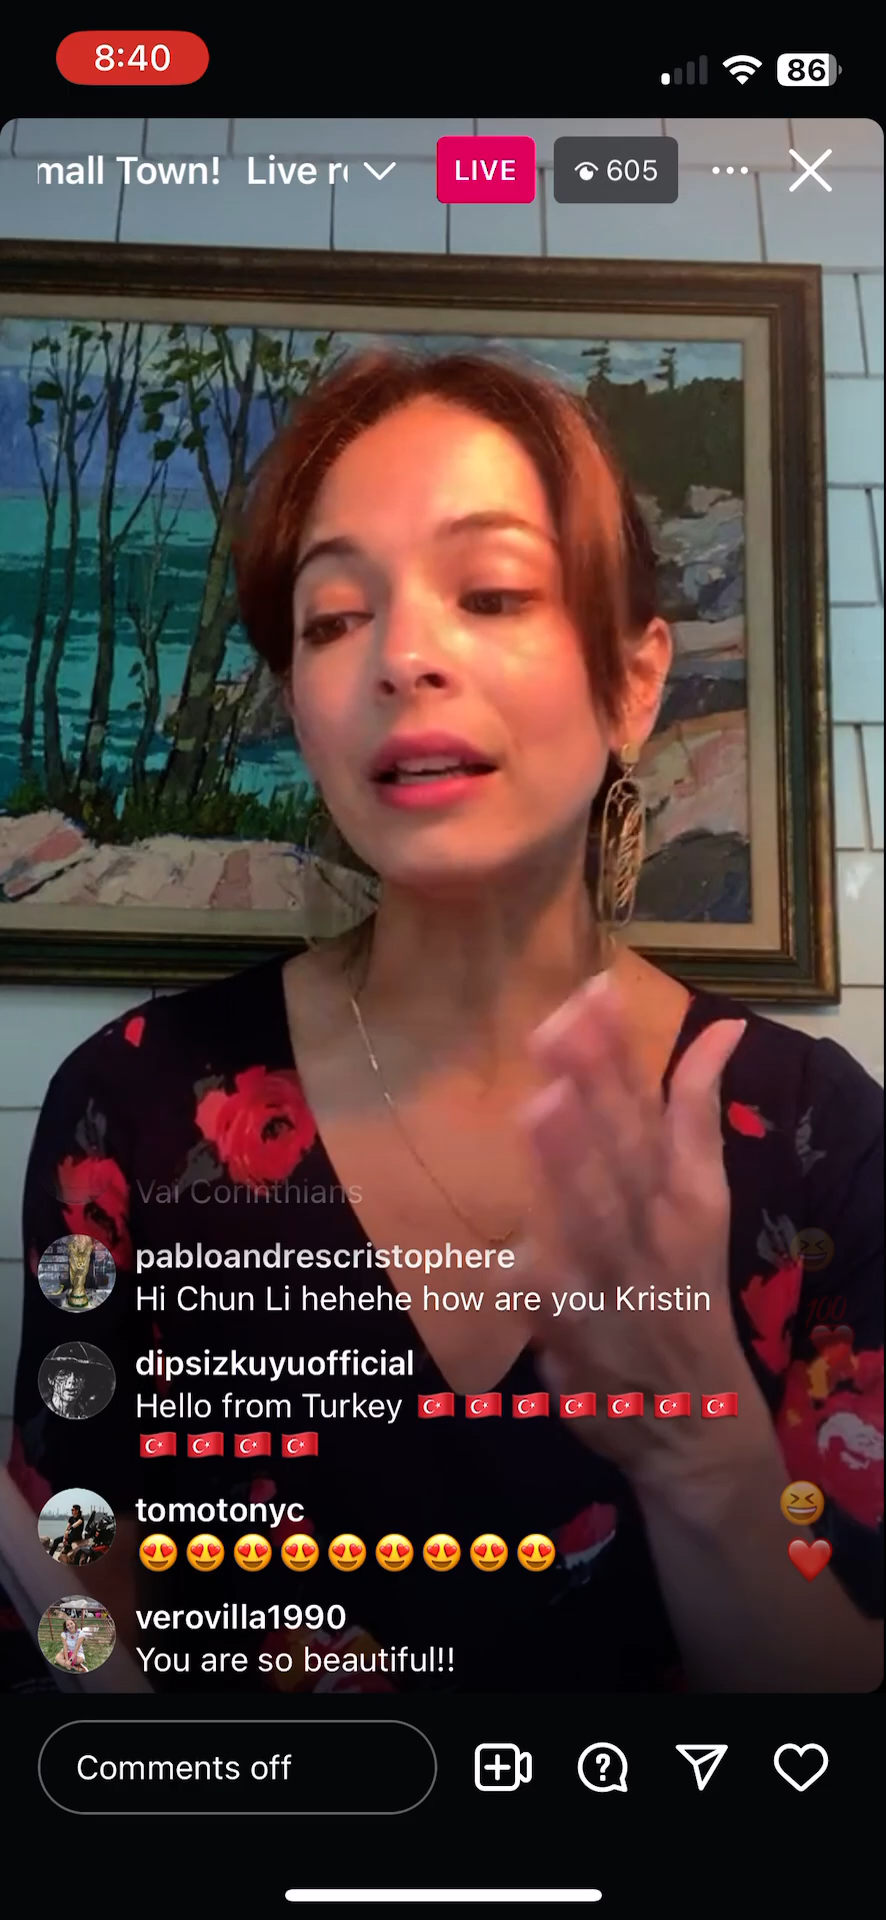 8:40
86
mall Town! Live r
LIVE
605
Vai Corinthians
pabloandrescristophere
Hi Chun Li hehehe how are you Kristin
100
dipsizkuyuofficial
Hello from Turkey 🇹🇷 🇹🇷 🇹🇷 🇹🇷 🇹🇷 🇹🇷 🇹🇷
🇹🇷 🇹🇷 🇹🇷 🇹🇷
tomotonyc
😍😍😍😍😍😍😍😍😍
verovilla1990
You are so beautiful!!
Comments off